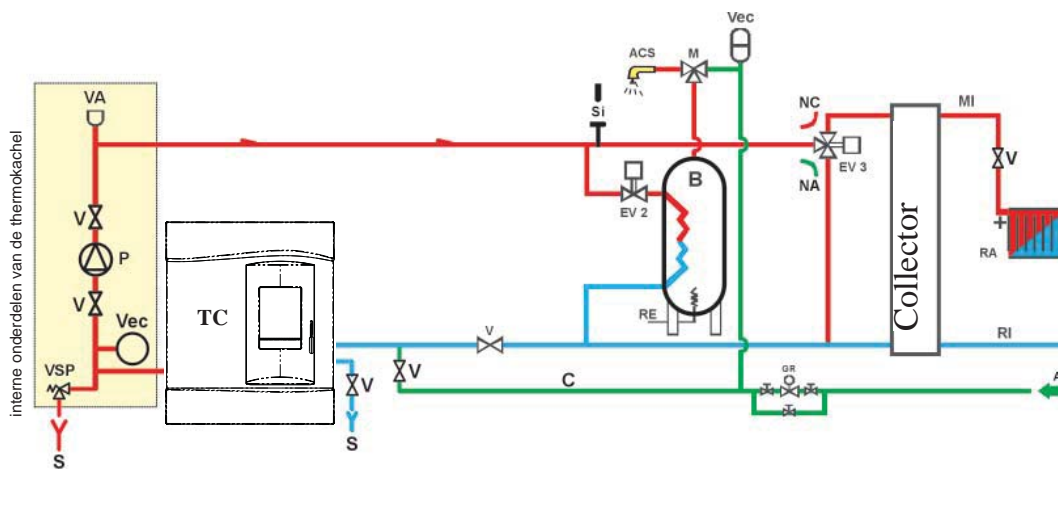 Vec
ACS
M
VA
Si
NC
MI
V
EV 3
NA
B
EV 2
V
P
RA
Collector
V
TC
Vec
RE
V
RI
VSP
V
V
C
GR
A
S
S
interne onderdelen van de thermokachel